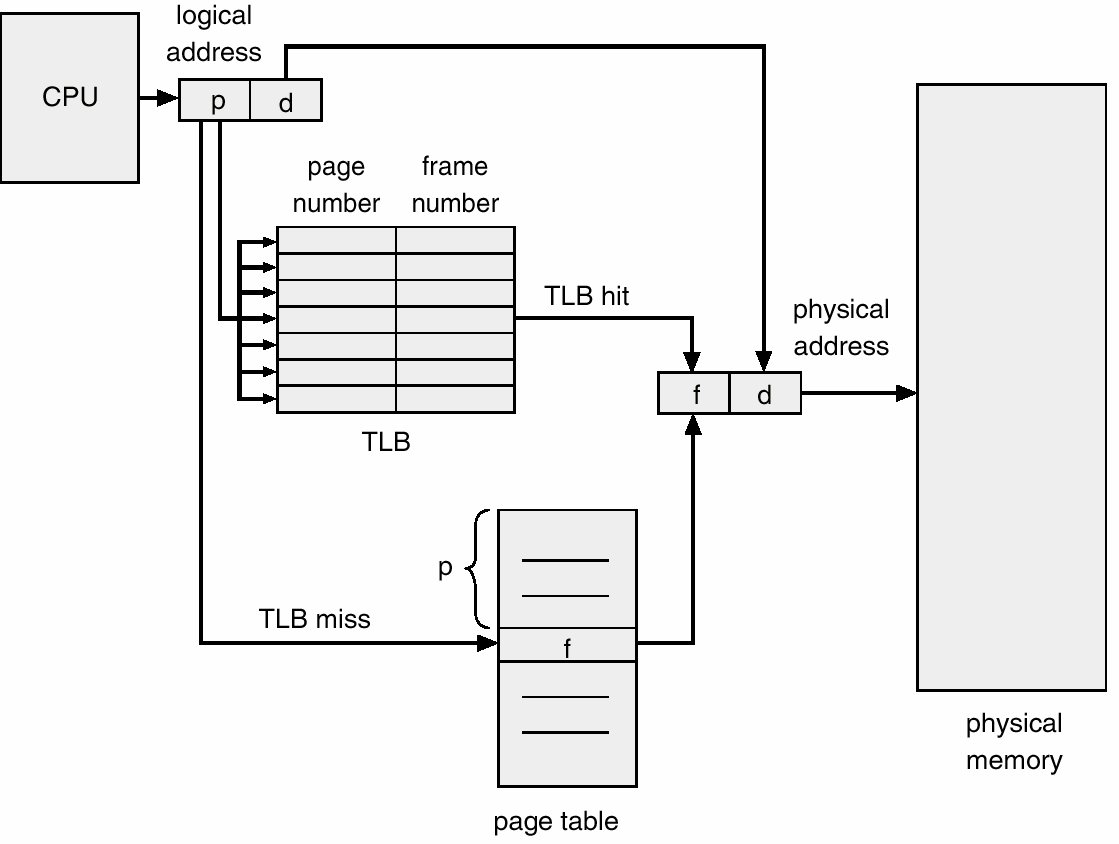 logical
address
CPU
p
d
page
number
frame
number
TLB hit
physical
address
f
d
TLB
p
TLB miss
f
physical
memory
page table